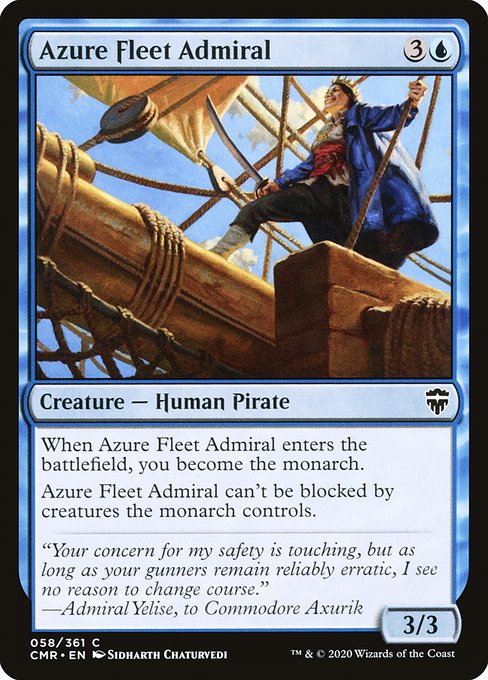 Azure Fleet Admiral 3
Creature — Human Pirate
When Azure Fleet Admiral enters the
battlefield, you become the monarch.
Azure Fleet Admiral can't be blocked by
creatures the monarch controls.
“Your concern for my safety is touching, but as
long as your gunners remain reliably erratic, I see
no reason to change course.”
—Admiral Yelise, to Commodore Axurik
3/3
058/361 C
CMR • EN Sidharth Chaturvedi
™ & © 2020 Wizards of the Coast